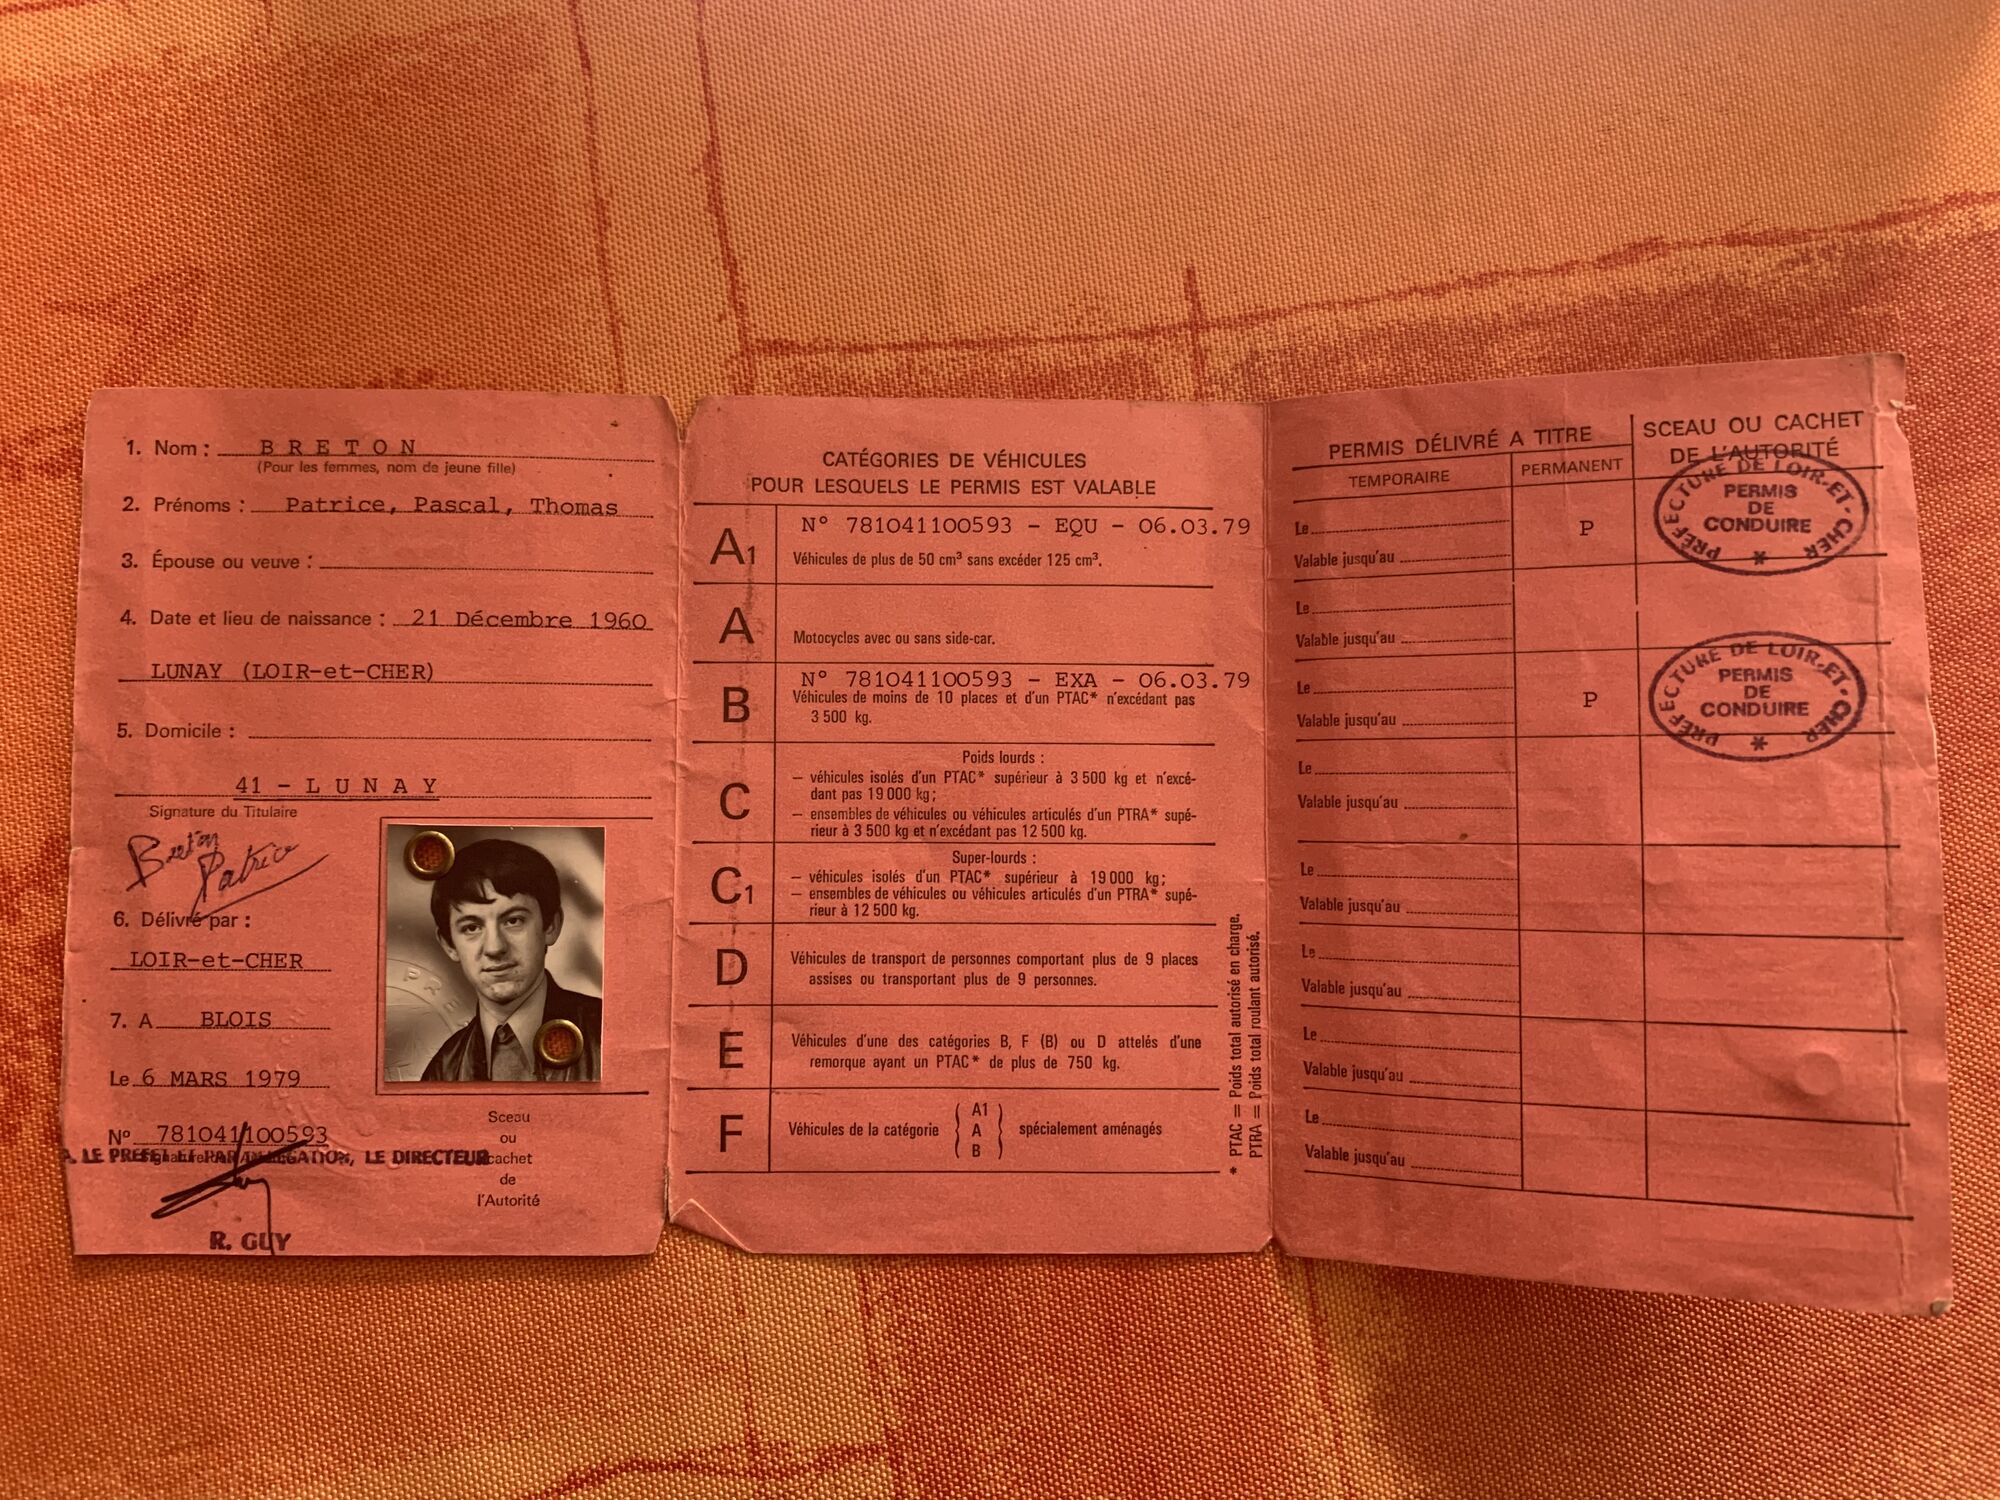 1. Nom : BRETON
(Pour les femmes, nom de jeune fille)
2. Prénoms : Patrice, Pascal, Thomas
3. Épouse ou veuve :
4. Date et lieu de naissance : 21 Décembre 1960
LUNAY (LOIR-et-CHER)
5. Domicile :
41 - LUNAY
Signature du Titulaire
Breton
Patrice
6. Délivré par :
LOIR-et-CHER
7. A BLOIS
Le 6 MARS 1979
Nº 781041100593
LE PRÉFET ET PAR DÉLÉGATION, LE DIRECTEUR
R. GUY
Sceau
ou
cachet
de
l'Autorité
CATÉGORIES DE VÉHICULES
POUR LESQUELS LE PERMIS EST VALABLE
A1
N° 781041100593 - EQU - 06.03.79
Véhicules de plus de 50 cm³ sans excéder 125 cm³.
A
Motocycles avec ou sans side-car.
B
N° 781041100593 - EXA - 06.03.79
Véhicules de moins de 10 places et d'un PTAC* n'excédant pas
3 500 kg.
C
Poids lourds :
— véhicules isolés d'un PTAC* supérieur à 3 500 kg et n'excé-
dant pas 19 000 kg ;
— ensembles de véhicules ou véhicules articulés d'un PTRA* supé-
rieur à 3 500 kg et n'excédant pas 12 500 kg.
C1
Super-lourds :
— véhicules isolés d'un PTAC* supérieur à 19 000 kg ;
— ensembles de véhicules ou véhicules articulés d'un PTRA* supé-
rieur à 12 500 kg.
D
Véhicules de transport de personnes comportant plus de 9 places
assises ou transportant plus de 9 personnes.
E
Véhicules d'une des catégories B, F (B) ou D attelés d'une
remorque ayant un PTAC* de plus de 750 kg.
F
Véhicules de la catégorie { A1 A B } spécialement aménagés
* PTAC = Poids total autorisé en charge.
PTRA = Poids total roulant autorisé.
PERMIS DÉLIVRÉ A TITRE
TEMPORAIRE
PERMANENT
SCEAU OU CACHET
DE L'AUTORITÉ
Le
Valable jusqu'au
P
PRÉFECTURE DE LOIR-ET-CHER
PERMIS
DE
CONDUIRE
*
Le
Valable jusqu'au
Le
Valable jusqu'au
P
PRÉFECTURE DE LOIR-ET-CHER
PERMIS
DE
CONDUIRE
*
Le
Valable jusqu'au
Le
Valable jusqu'au
Le
Valable jusqu'au
Le
Valable jusqu'au
Le
Valable jusqu'au